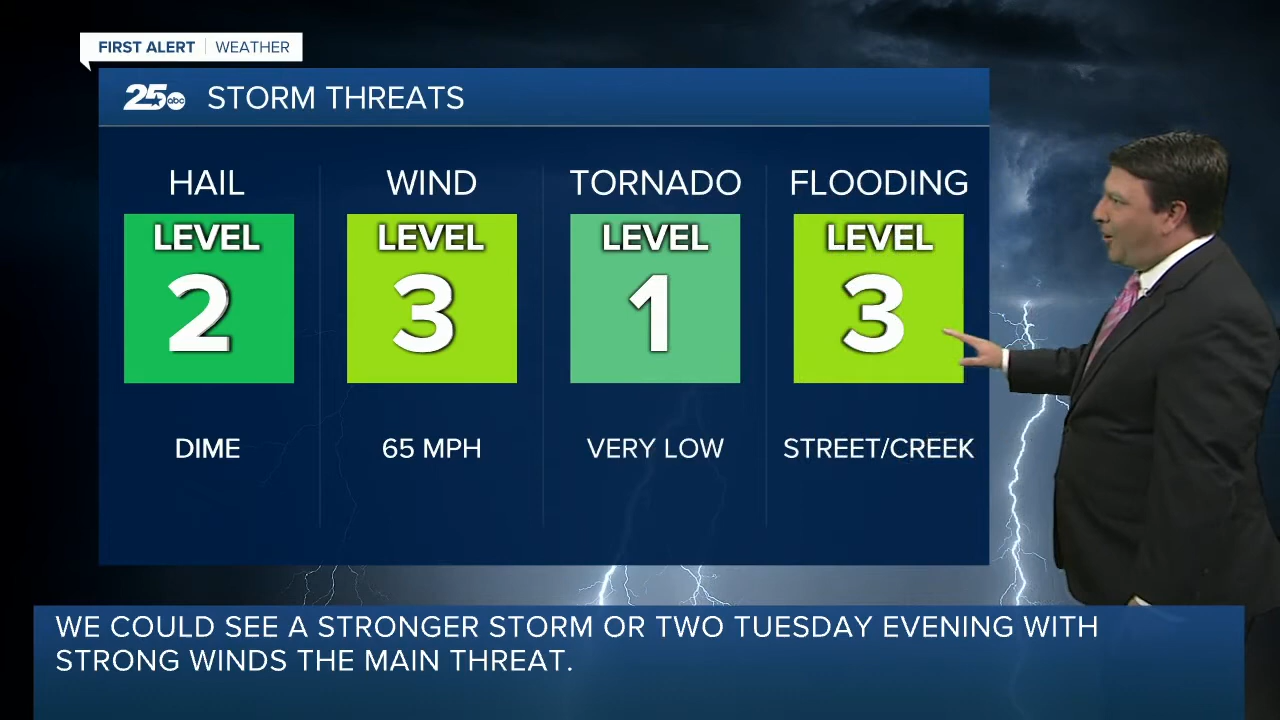 FIRST ALERT | WEATHER
25 abc STORM THREATS
HAIL WIND TORNADO FLOODING
LEVEL LEVEL LEVEL LEVEL
2 3 1 3
DIME 65 MPH VERY LOW STREET/CREEK
WE COULD SEE A STRONGER STORM OR TWO TUESDAY EVENING WITH
STRONG WINDS THE MAIN THREAT.